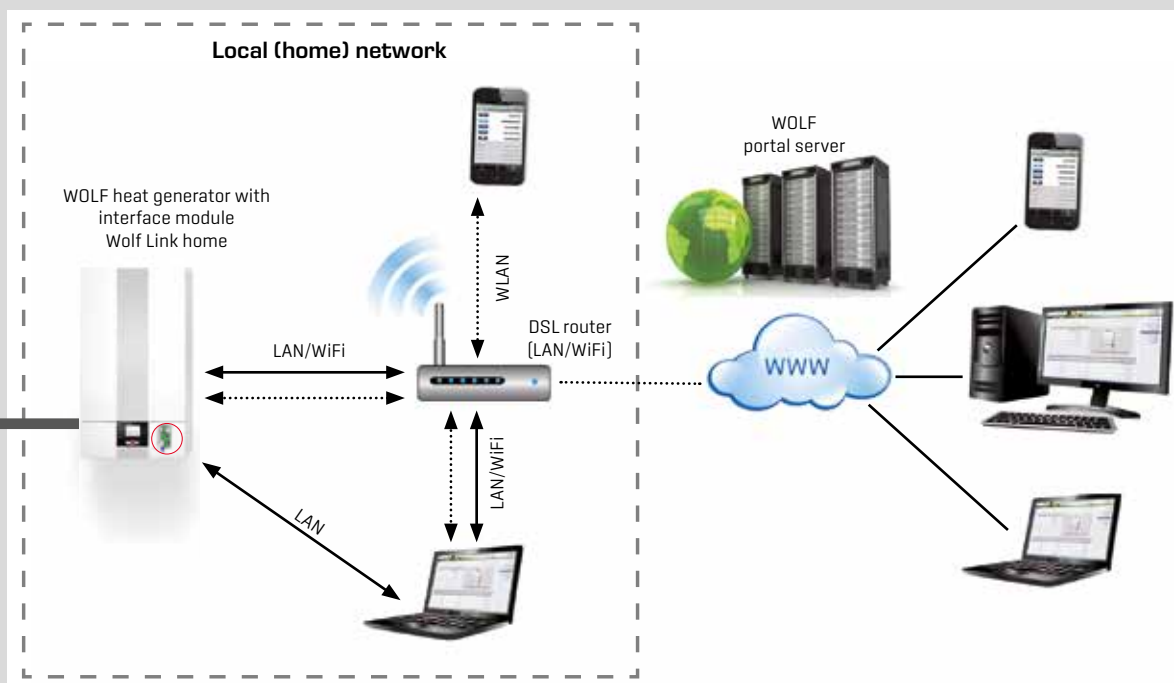 Local (home) network
WOLF heat generator with
interface module
Wolf Link home
LAN/WiFi
LAN
WLAN
DSL router
(LAN/WiFi)
LAN/WiFi
WOLF
portal server
WWW